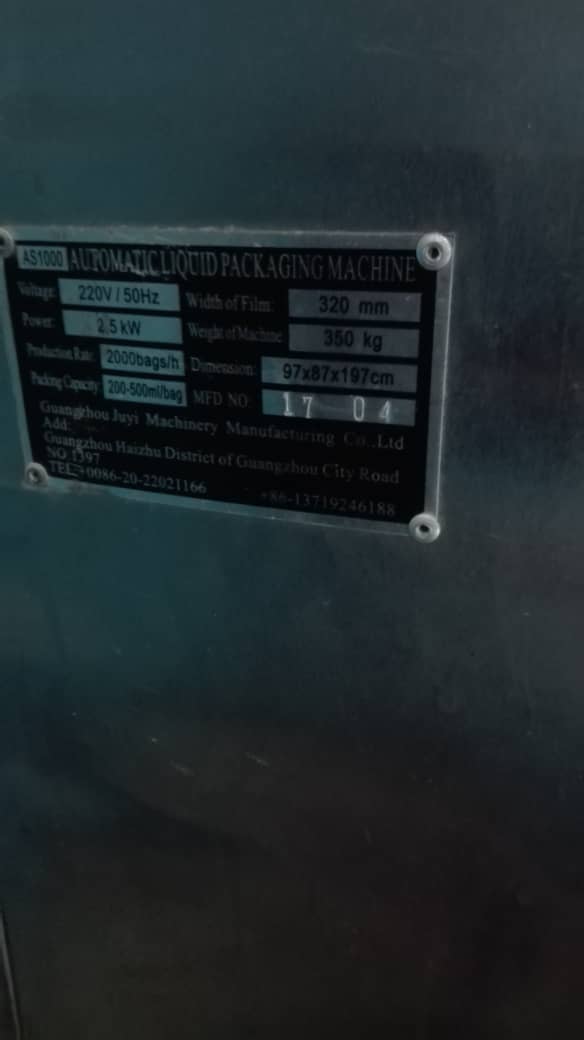 AS1000 AUTOMATIC LIQUID PACKAGING MACHINE
Voltage: 220V / 50Hz Width of Film: 320 mm
Power: 2.5 kW Weight of Machine: 350 kg
Production Rate: 2000bags/h Dimension: 97x87x197cm
Packing Capacity: 200-500ml/bag MFD NO: 17 04
Guangzhou Juyi Machinery Manufacturing Co.,Ltd
Add:
Guangzhou Haizhu District of Guangzhou City Road
NO 1397
TEL: 0086-20-22021166 +86-13719246188